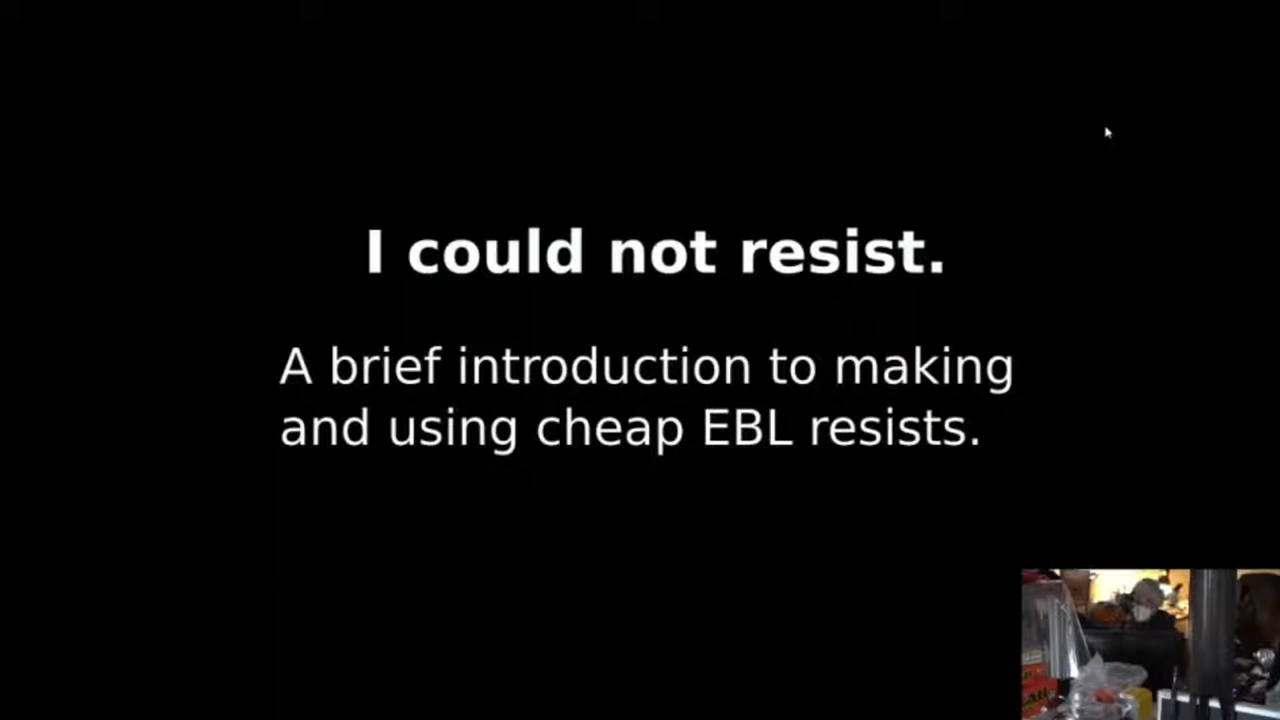 I could not resist.
A brief introduction to making
and using cheap EBL resists.